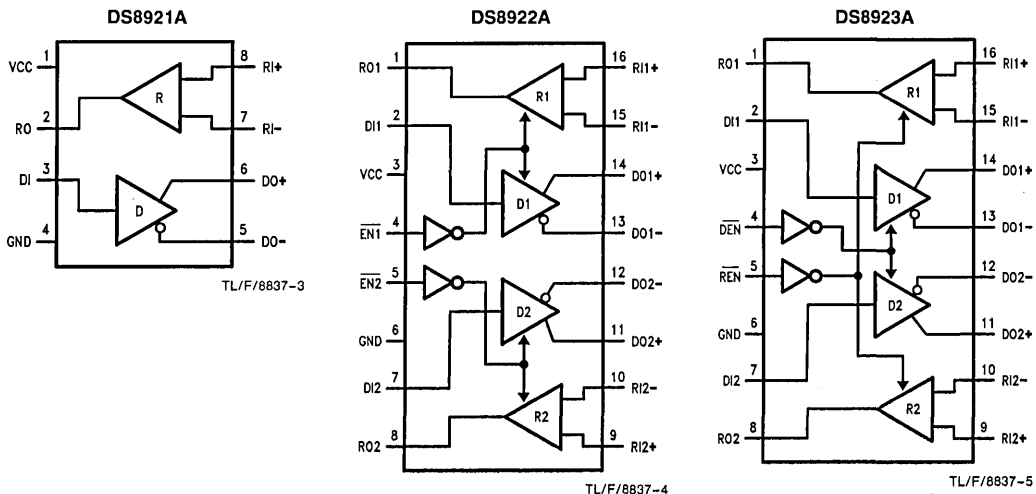 DS8921A
1
VCC
8
RI+
R
2
RO
7
RI-
3
DI
6
DO+
D
4
GND
5
DO-
TL/F/8837-3
DS8922A
1
RO1
16
RI1+
R1
2
DI1
15
RI1-
3
VCC
14
DO1+
D1
4
EN1
13
DO1-
5
EN2
12
DO2-
D2
6
GND
11
DO2+
7
DI2
10
RI2-
R2
8
RO2
9
RI2+
TL/F/8837-4
DS8923A
1
RO1
16
RI1+
R1
2
DI1
15
RI1-
3
VCC
14
DO1+
D1
4
DEN
13
DO1-
5
REN
12
DO2-
D2
6
GND
11
DO2+
7
DI2
10
RI2-
R2
8
RO2
9
RI2+
TL/F/8837-5